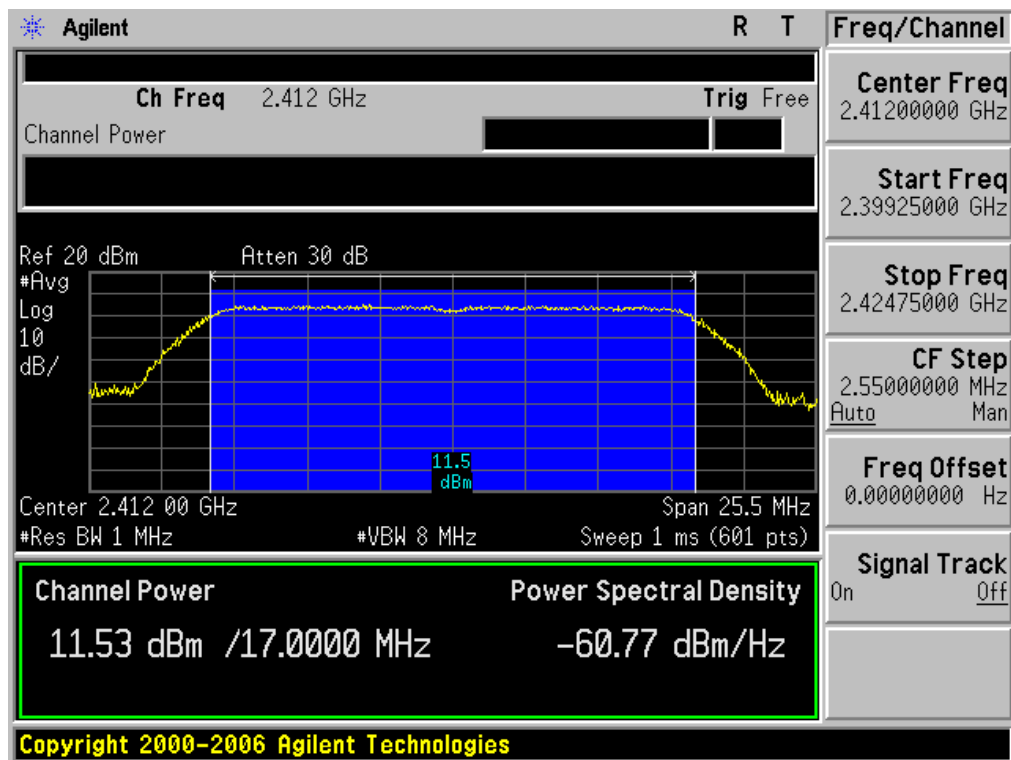 Agilent R T Freq/Channel
Ch Freq 2.412 GHz Trig Free
Channel Power
Center Freq
2.41200000 GHz
Start Freq
2.39925000 GHz
Stop Freq
2.42475000 GHz
CF Step
2.55000000 MHz
Auto Man
Freq Offset
0.00000000 Hz
Signal Track
On Off
Ref 20 dBm Atten 30 dB
#Avg
Log
10
dB/
11.5
dBm
Center 2.412 00 GHz Span 25.5 MHz
#Res BW 1 MHz #VBW 8 MHz Sweep 1 ms (601 pts)
Channel Power Power Spectral Density
11.53 dBm /17.0000 MHz -60.77 dBm/Hz
Copyright 2000-2006 Agilent Technologies